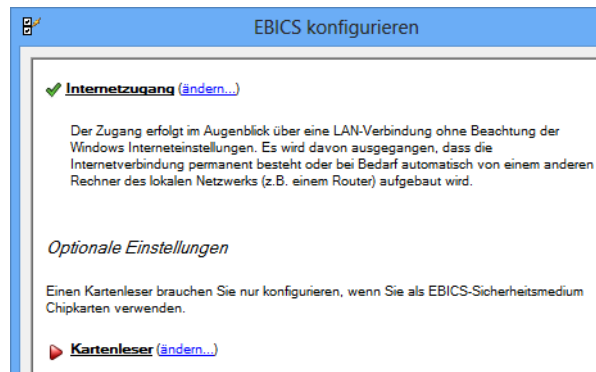 EBICS konfigurieren
Internetzugang (ändern...)
Der Zugang erfolgt im Augenblick über eine LAN-Verbindung ohne Beachtung der
Windows Interneteinstellungen. Es wird davon ausgegangen, dass die
Internetverbindung permanent besteht oder bei Bedarf automatisch von einem anderen
Rechner des lokalen Netzwerks (z.B. einem Router) aufgebaut wird.
Optionale Einstellungen
Einen Kartenleser brauchen Sie nur konfigurieren, wenn Sie als EBICS-Sicherheitsmedium
Chipkarten verwenden.
Kartenleser (ändern...)